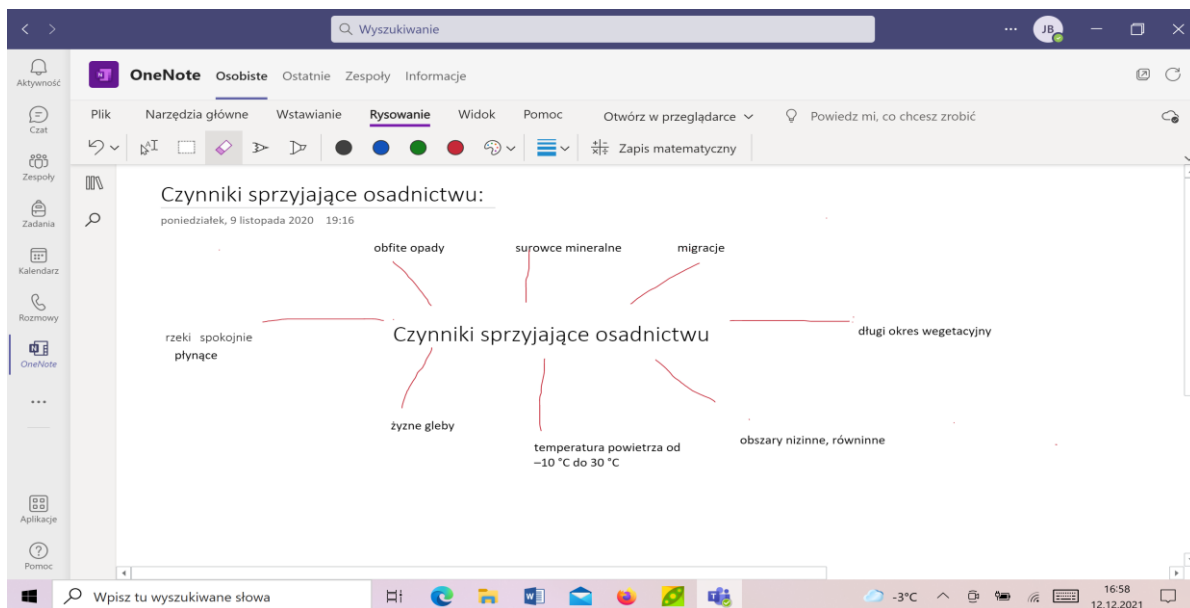 Wyszukiwanie
JB
Aktywność
Czat
Zespoły
Zadania
Kalendarz
Rozmowy
OneNote
Aplikacje
Pomoc
OneNote Osobiste Ostatnie Zespoły Informacje
Plik Narzędzia główne Wstawianie Rysowanie Widok Pomoc Otwórz w przeglądarce Powiedz mi, co chcesz zrobić
Zapis matematyczny
Czynniki sprzyjające osadnictwu:
poniedziałek, 9 listopada 2020 19:16
obfite opady
surowce mineralne
migracje
rzeki spokojnie
płynące
Czynniki sprzyjające osadnictwu
długi okres wegetacyjny
żyzne gleby
temperatura powietrza od
–10 °C do 30 °C
obszary nizinne, równinne
Wpisz tu wyszukiwane słowa
-3°C
16:58
12.12.2021